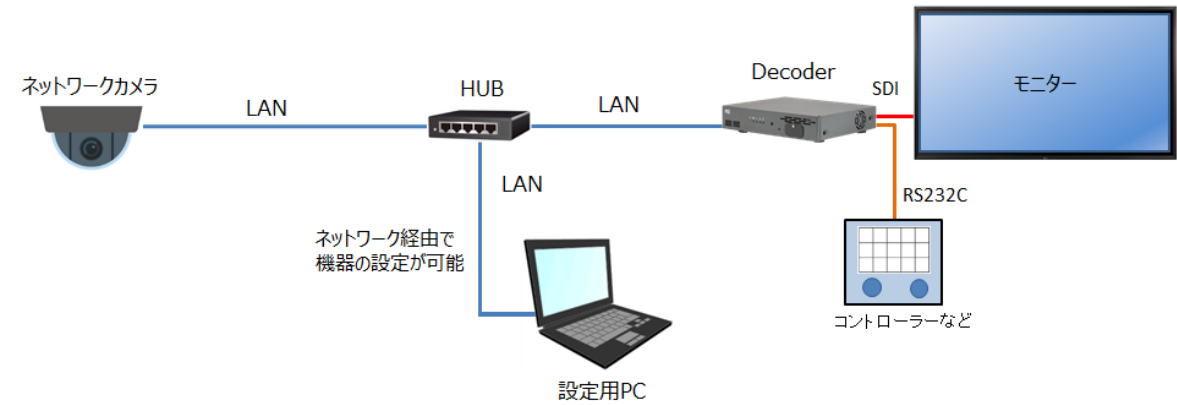 ネットワークカメラ
LAN
HUB
LAN
Decoder
SDI
モニター
LAN
RS232C
ネットワーク経由で
機器の設定が可能
コントローラーなど
設定用PC